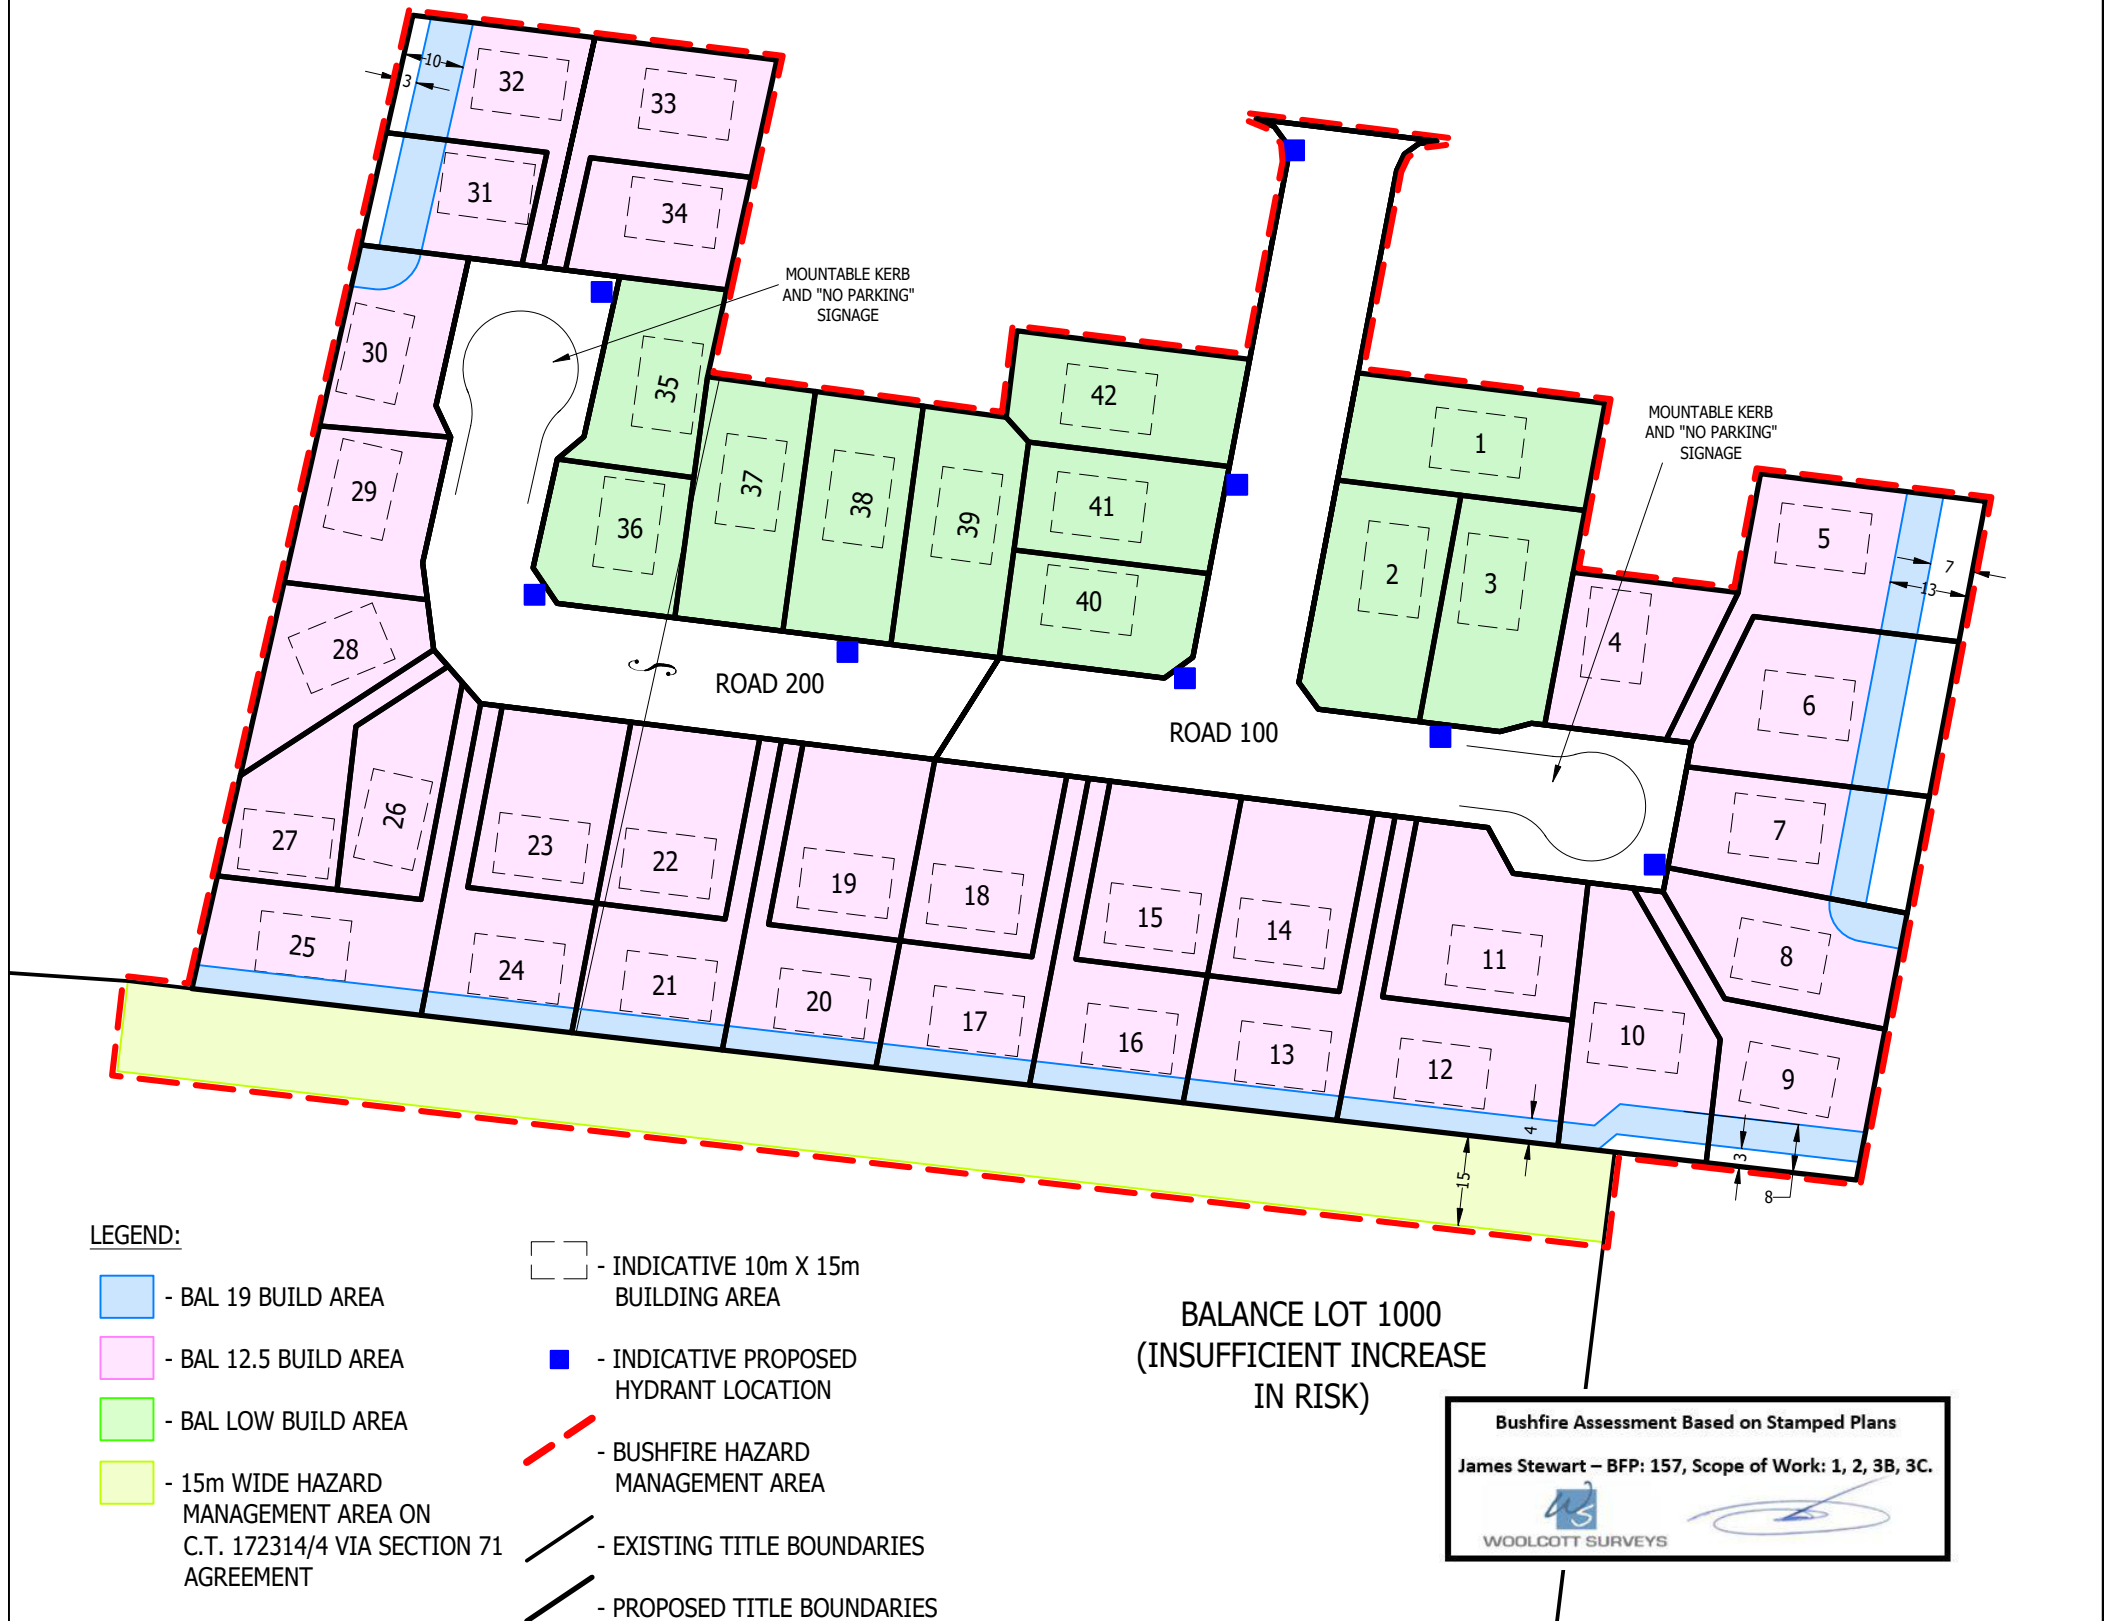 10
3
32
33
31
34
MOUNTABLE KERB
AND "NO PARKING"
SIGNAGE
30
35
42
1
MOUNTABLE KERB
AND "NO PARKING"
SIGNAGE
29
36
37
38
39
41
40
2
3
4
5
7
13
6
28
ROAD 200
ROAD 100
7
27
26
23
22
19
18
15
14
11
8
25
24
21
20
17
16
13
12
10
9
4
3
15
8
LEGEND:
- BAL 19 BUILD AREA
- BAL 12.5 BUILD AREA
- BAL LOW BUILD AREA
- 15m WIDE HAZARD
MANAGEMENT AREA ON
C.T. 172314/4 VIA SECTION 71
AGREEMENT
- INDICATIVE 10m X 15m
BUILDING AREA
- INDICATIVE PROPOSED
HYDRANT LOCATION
- BUSHFIRE HAZARD
MANAGEMENT AREA
- EXISTING TITLE BOUNDARIES
- PROPOSED TITLE BOUNDARIES
BALANCE LOT 1000
(INSUFFICIENT INCREASE
IN RISK)
Bushfire Assessment Based on Stamped Plans
James Stewart – BFP: 157, Scope of Work: 1, 2, 3B, 3C.
WS
WOOLCOTT SURVEYS